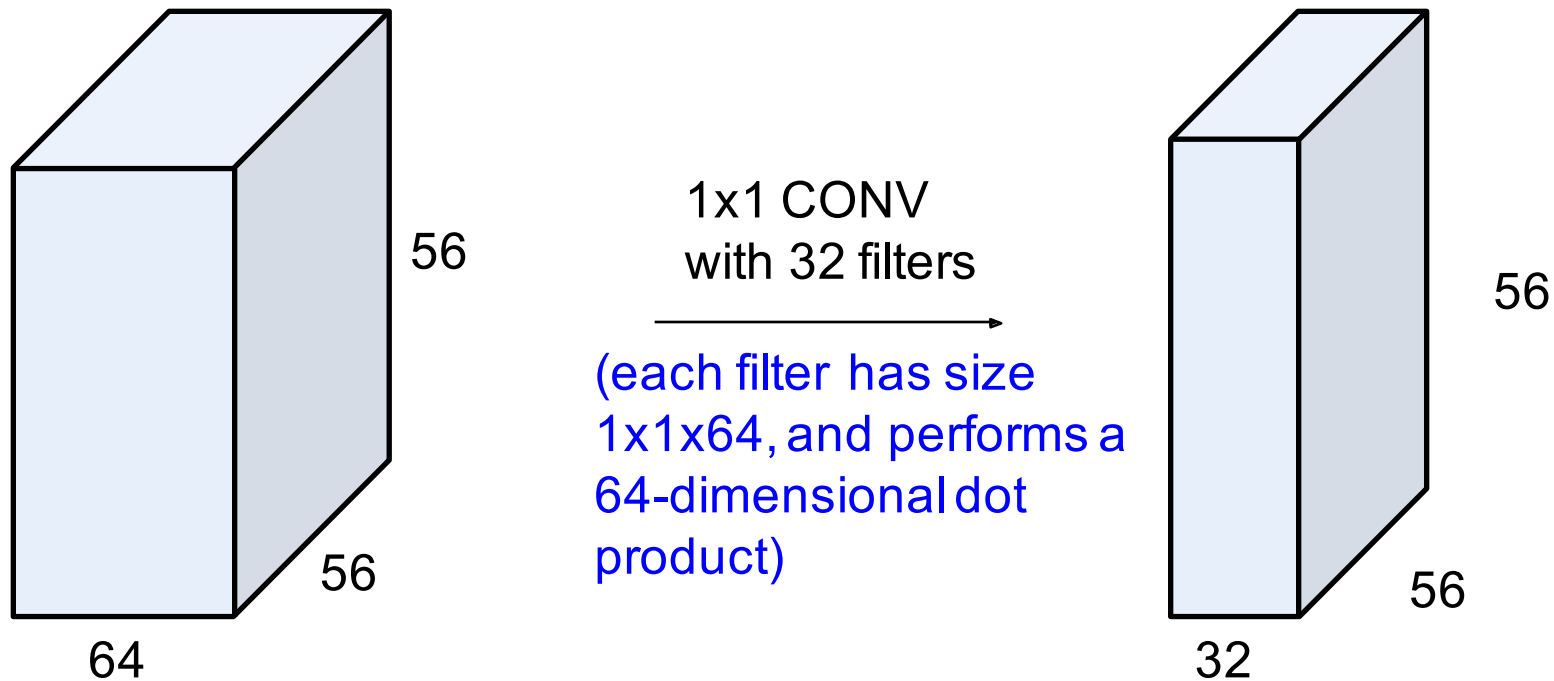 56
56
64
1x1 CONV
with 32 filters
(each filter has size
1x1x64, and performs a
64-dimensional dot
product)
56
56
32